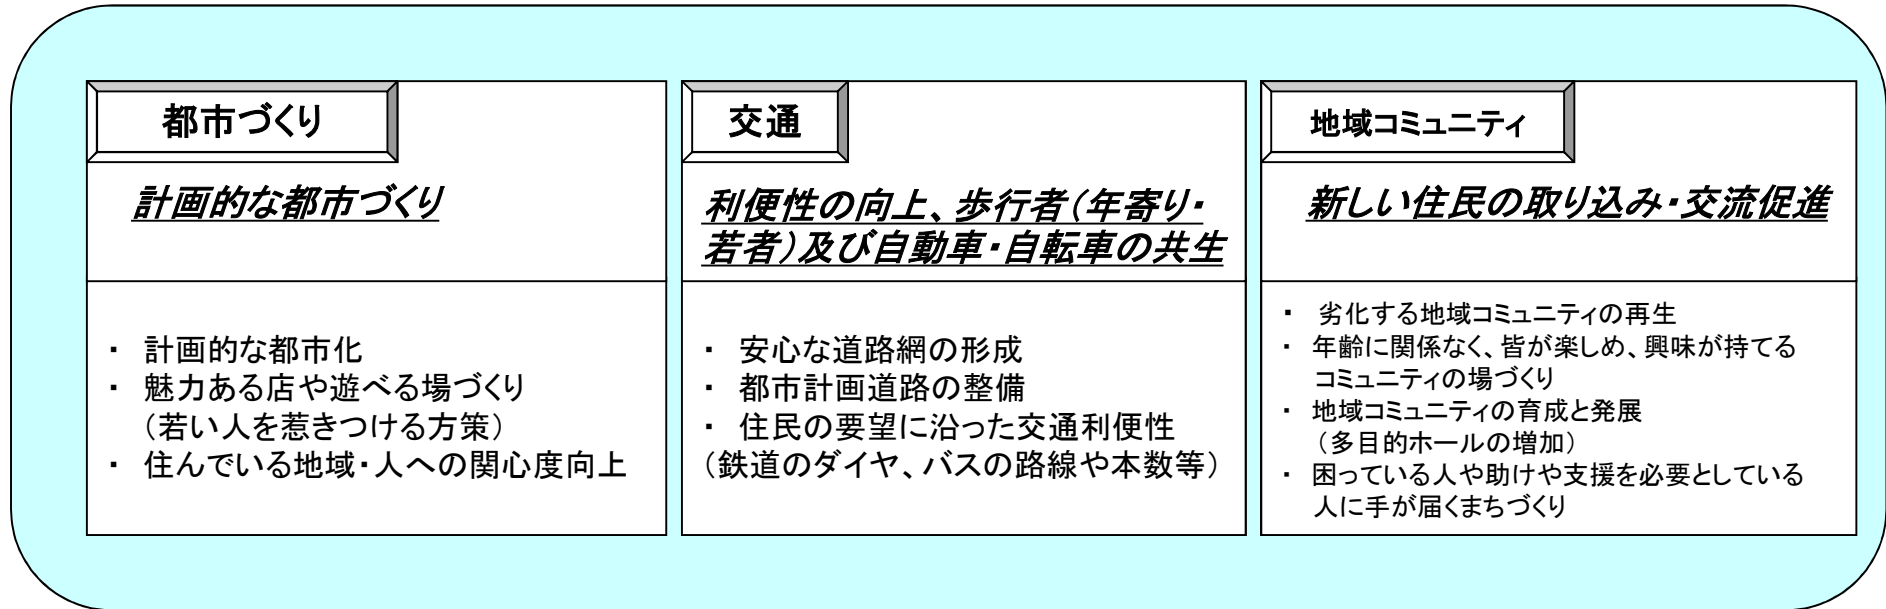 都市づくり
計画的な都市づくり
・ 計画的な都市化
・ 魅力ある店や遊べる場づくり
（若い人を惹きつける方策）
・ 住んでいる地域・人への関心度向上
交通
利便性の向上、歩行者（年寄り・
若者）及び自動車・自転車の共生
・ 安心な道路網の形成
・ 都市計画道路の整備
・ 住民の要望に沿った交通利便性
（鉄道のダイヤ、バスの路線や本数等）
地域コミュニティ
新しい住民の取り込み・交流促進
・ 劣化する地域コミュニティの再生
・ 年齢に関係なく、皆が楽しめ、興味が持てる
コミュニティの場づくり
・ 地域コミュニティの育成と発展
（多目的ホールの増加）
・ 困っている人や助けや支援を必要としている
人に手が届くまちづくり